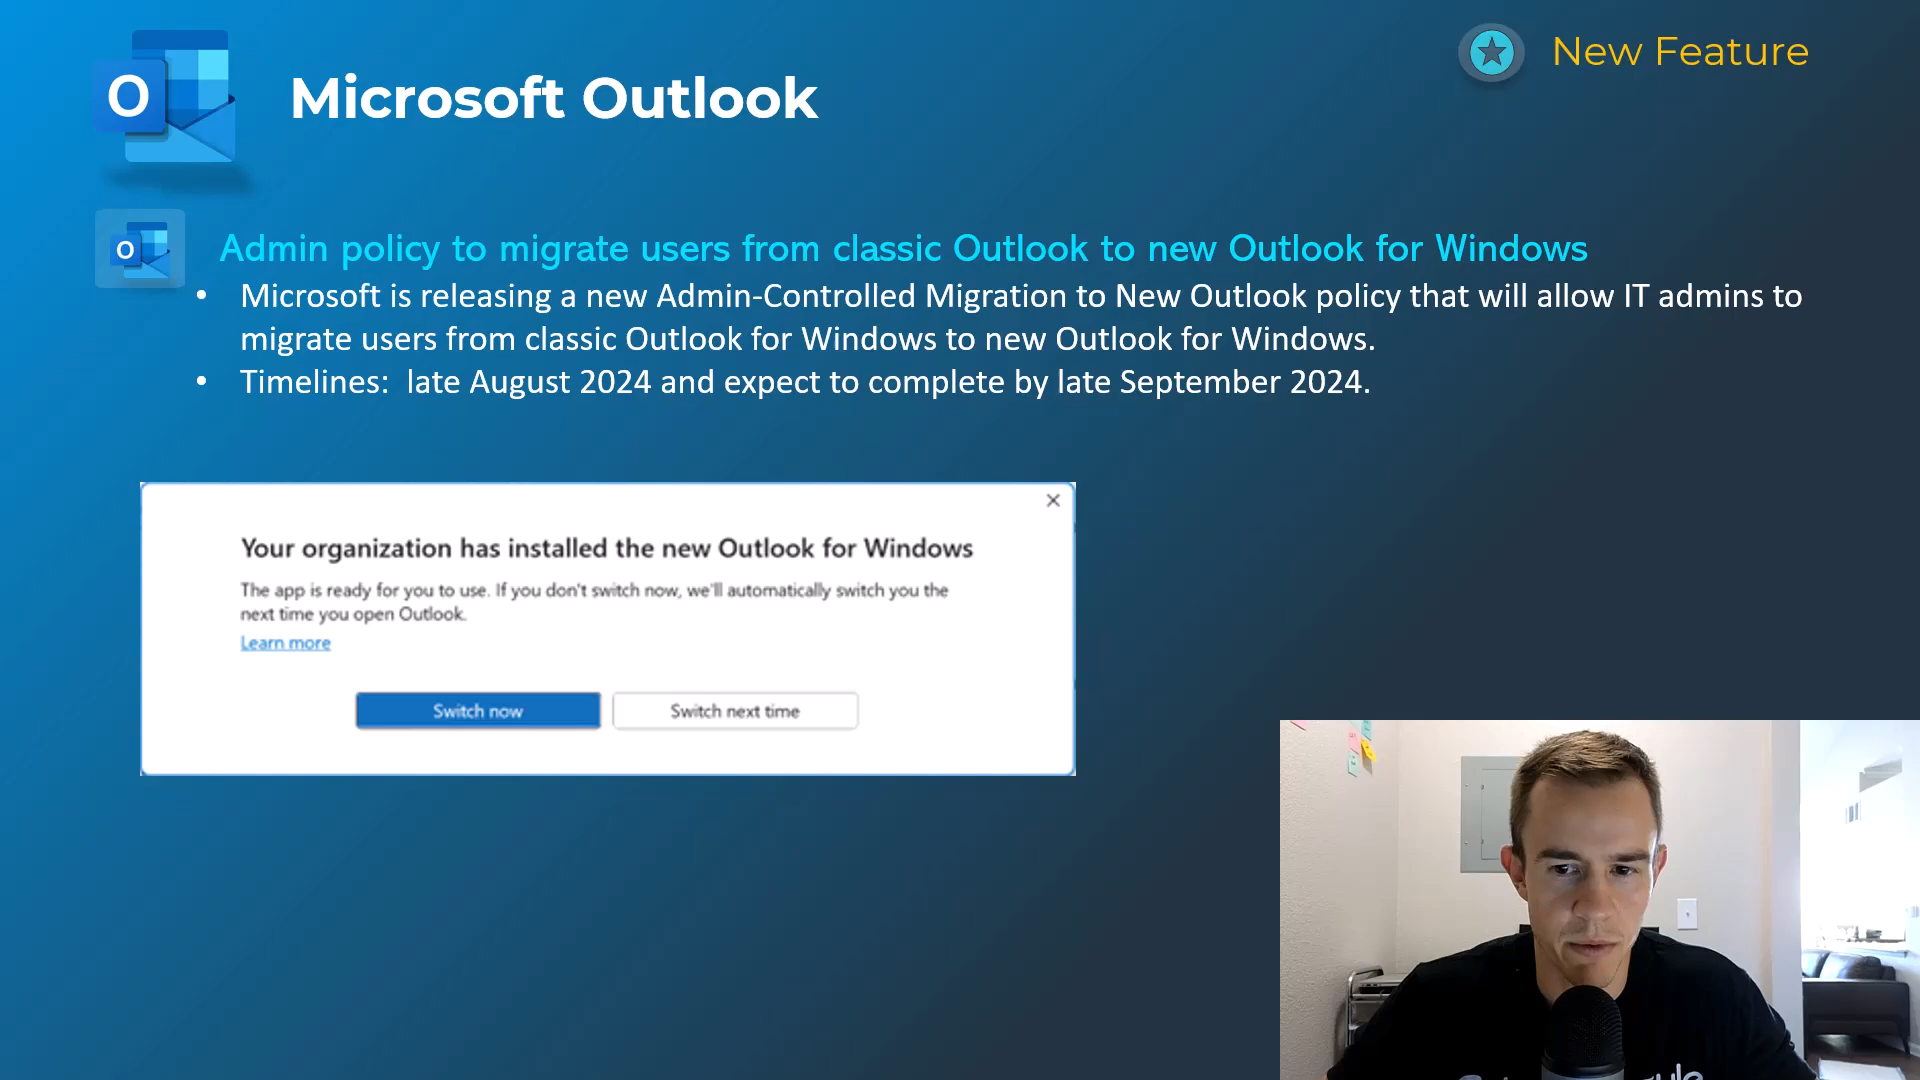 New Feature
O
Microsoft Outlook
O
Admin policy to migrate users from classic Outlook to new Outlook for Windows
• Microsoft is releasing a new Admin-Controlled Migration to New Outlook policy that will allow IT admins to
migrate users from classic Outlook for Windows to new Outlook for Windows.
• Timelines:  late August 2024 and expect to complete by late September 2024.
Your organization has installed the new Outlook for Windows
The app is ready for you to use. If you don't switch now, we'll automatically switch you the
next time you open Outlook.
Learn more
Switch now
Switch next time